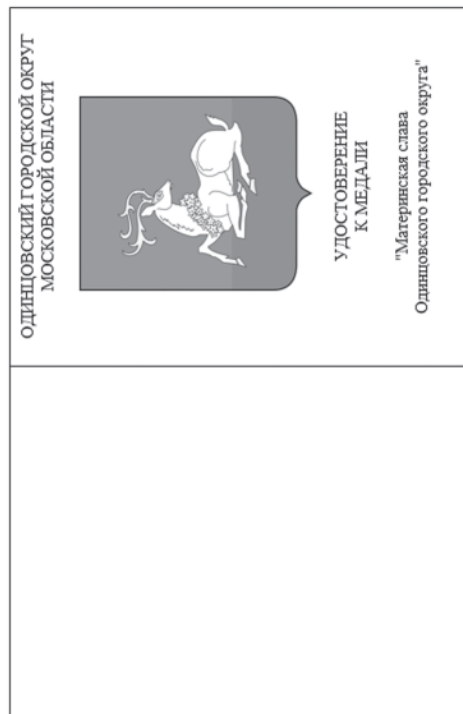 ОДИНЦОВСКИЙ ГОРОДСКОЙ ОКРУГ
МОСКОВСКОЙ ОБЛАСТИ
УДОСТОВЕРЕНИЕ
К МЕДАЛИ
"Материнская слава
Одинцовского городского округа"